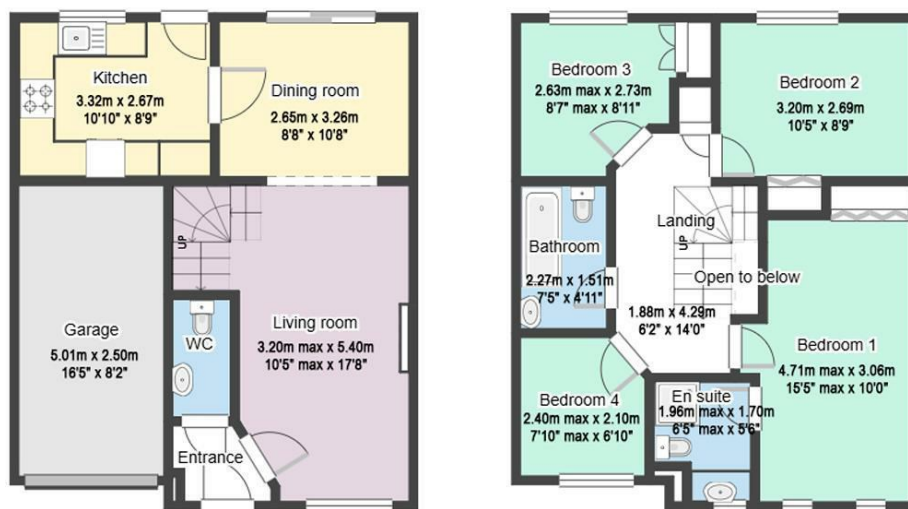 Kitchen
3.32m x 2.67m
10'10" x 8'9"
Dining room
2.65m x 3.26m
8'8" x 10'8"
UP
Garage
5.01m x 2.50m
16'5" x 8'2"
WC
Living room
3.20m max x 5.40m
10'5" max x 17'8"
Entrance
Bedroom 3
2.63m max x 2.73m
8'7" max x 8'11"
Bedroom 2
3.20m x 2.69m
10'5" x 8'9"
Landing
UP
Bathroom
2.27m x 1.51m
7'5" x 4'11"
Open to below
1.88m x 4.29m
6'2" x 14'0"
Bedroom 1
4.71m max x 3.06m
15'5" max x 10'0"
Bedroom 4
2.40m max x 2.10m
7'10" max x 6'10"
En suite
1.96m max x 1.70m
6'5" max x 5'6"